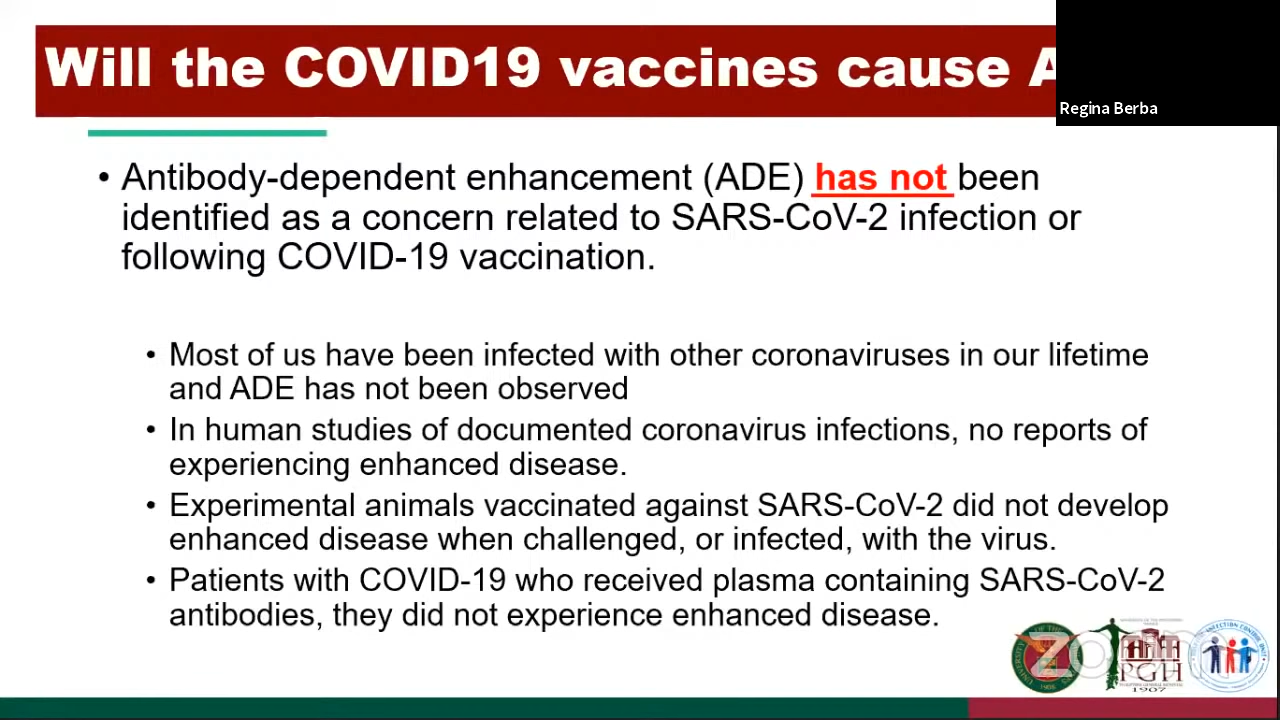 Will the COVID19 vaccines cause A
Regina Berba
• Antibody-dependent enhancement (ADE) has not been
identified as a concern related to SARS-CoV-2 infection or
following COVID-19 vaccination.
• Most of us have been infected with other coronaviruses in our lifetime
and ADE has not been observed
• In human studies of documented coronavirus infections, no reports of
experiencing enhanced disease.
• Experimental animals vaccinated against SARS-CoV-2 did not develop
enhanced disease when challenged, or infected, with the virus.
• Patients with COVID-19 who received plasma containing SARS-CoV-2
antibodies, they did not experience enhanced disease.
zoom
PGH
1907